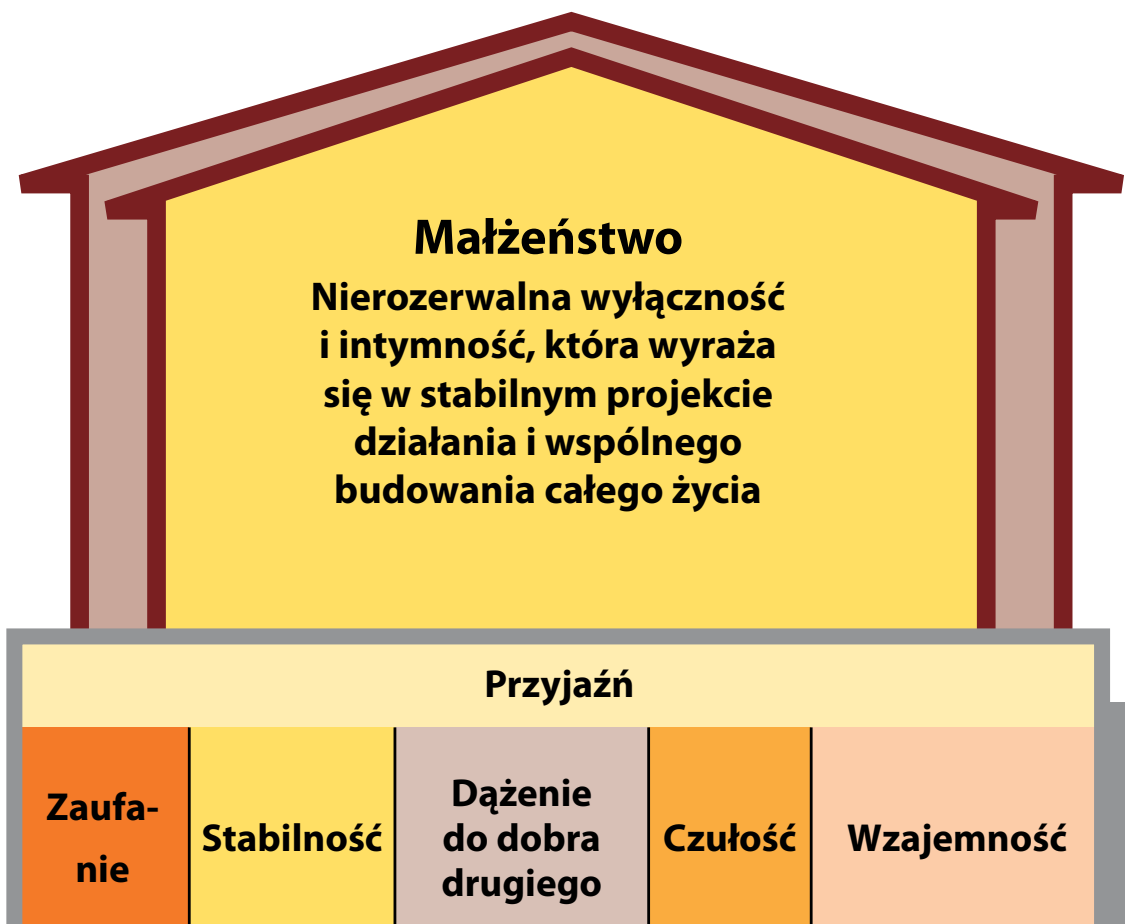 Małżeństwo
Nierozerwalna wyłączność
i intymność, która wyraża
się w stabilnym projekcie
działania i wspólnego
budowania całego życia
Przyjaźń
Zaufa-
nie
Stabilność
Dążenie
do dobra
drugiego
Czułość
Wzajemność